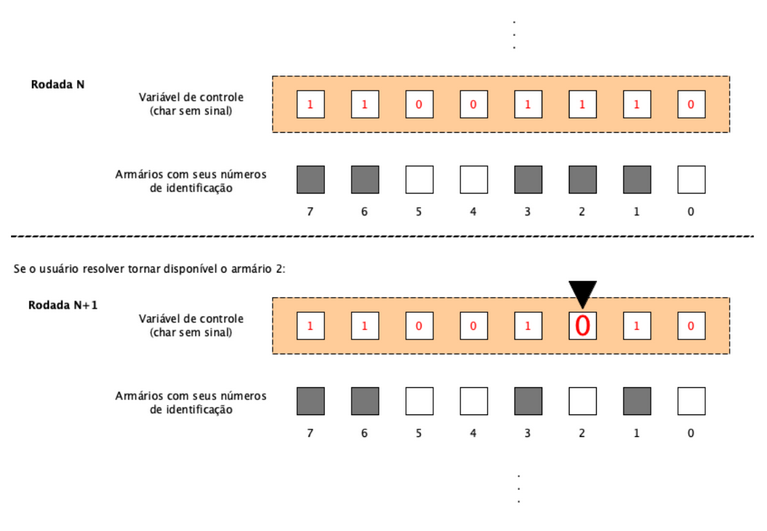 Rodada N
Variável de controle
(char sem sinal)
1 1 0 0 1 1 1 0
Armários com seus números
de identificação
7 6 5 4 3 2 1 0
Se o usuário resolver tornar disponível o armário 2:
Rodada N+1
Variável de controle
(char sem sinal)
1 1 0 0 1 0 1 0
Armários com seus números
de identificação
7 6 5 4 3 2 1 0